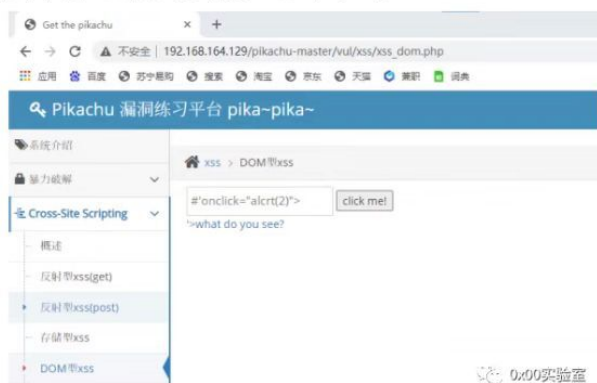 Get the pikachu
不安全 | 192.168.164.129/pikachu-master/vul/xss/xss_dom.php
应用 百度 苏宁易购 搜索 淘宝 京东 天猫 兼职 词典
Pikachu 漏洞练习平台 pika~pika~
系统介绍
xss > DOM型xss
暴力破解
#'onclick="alcrt(2)">
click me!
Cross-Site Scripting
'>what do you see?
概述
反射型xss(get)
反射型xss(post)
存储型xss
DOM型xss
0x00实验室